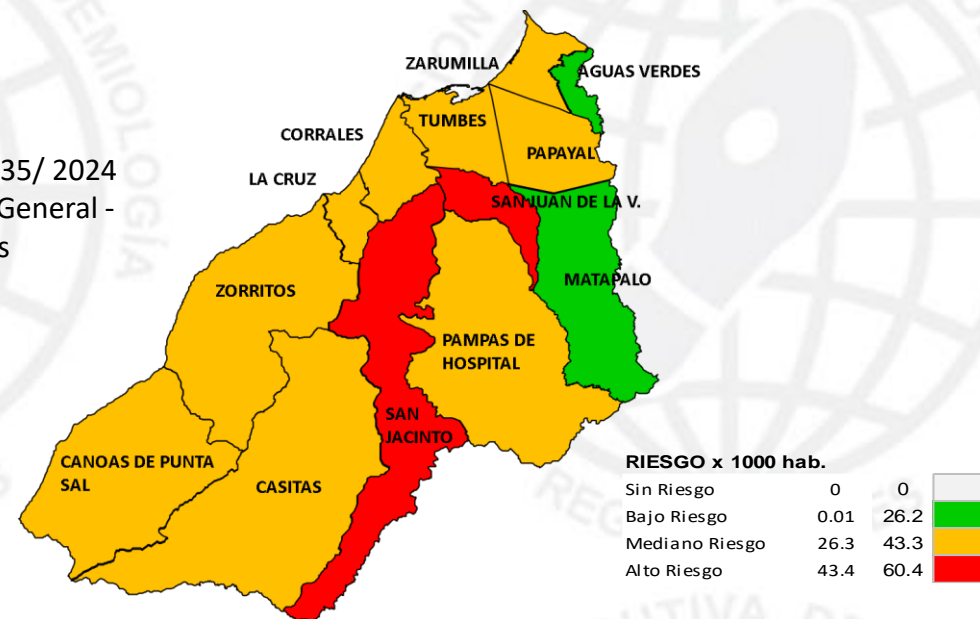 ZARUMILLA
AGUAS VERDES
TUMBES
CORRALES
PAPAYAL
35/ 2024
General -
s
LA CRUZ
SAN JUAN DE LA V.
MATAPALO
ZORRITOS
PAMPAS DE
HOSPITAL
SAN
JACINTO
CANOAS DE PUNTA
SAL
CASITAS
RIESGO x 1000 hab.
Sin Riesgo 0 0
Bajo Riesgo 0.01 26.2
Mediano Riesgo 26.3 43.3
Alto Riesgo 43.4 60.4